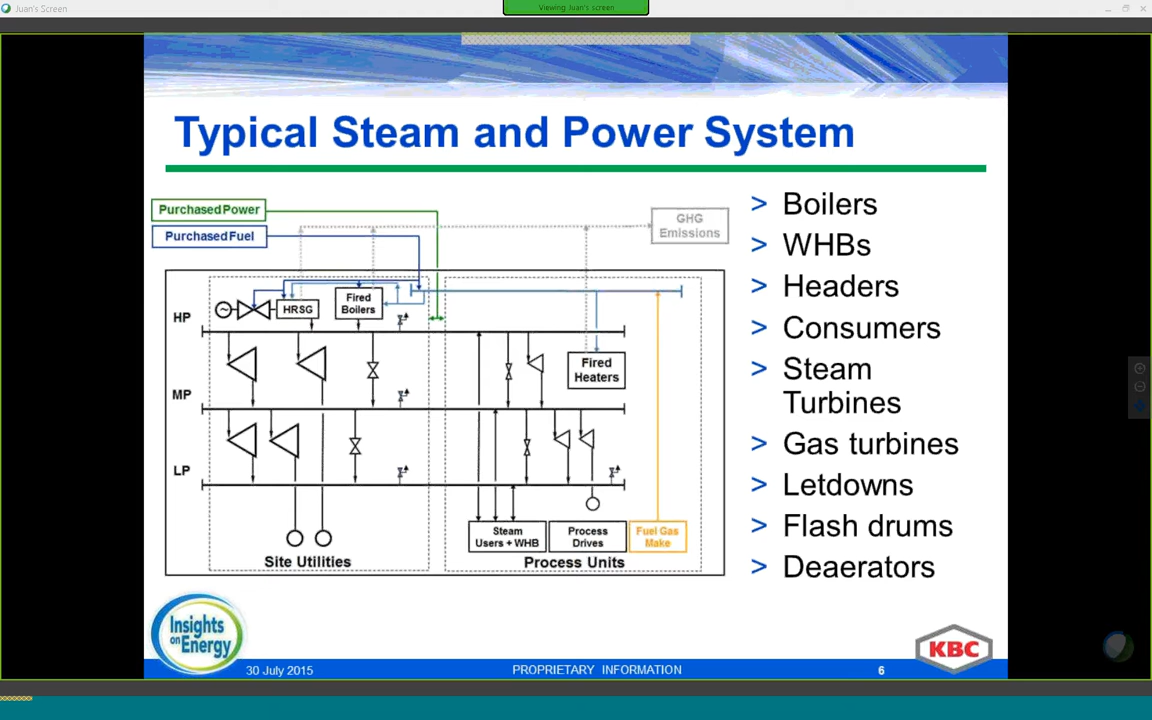 Juan's Screen
Viewing Juan's screen
Typical Steam and Power System
Purchased Power
Purchased Fuel
GHG
Emissions
HRSG
Fired
Boilers
HP
Fired
Heaters
MP
LP
Steam
Users + WHB
Process
Drives
Fuel Gas
Make
Site Utilities
Process Units
> Boilers
> WHBs
> Headers
> Consumers
> Steam
Turbines
> Gas turbines
> Letdowns
> Flash drums
> Deaerators
Insights
on
Energy
KBC
30 July 2015
PROPRIETARY INFORMATION
6